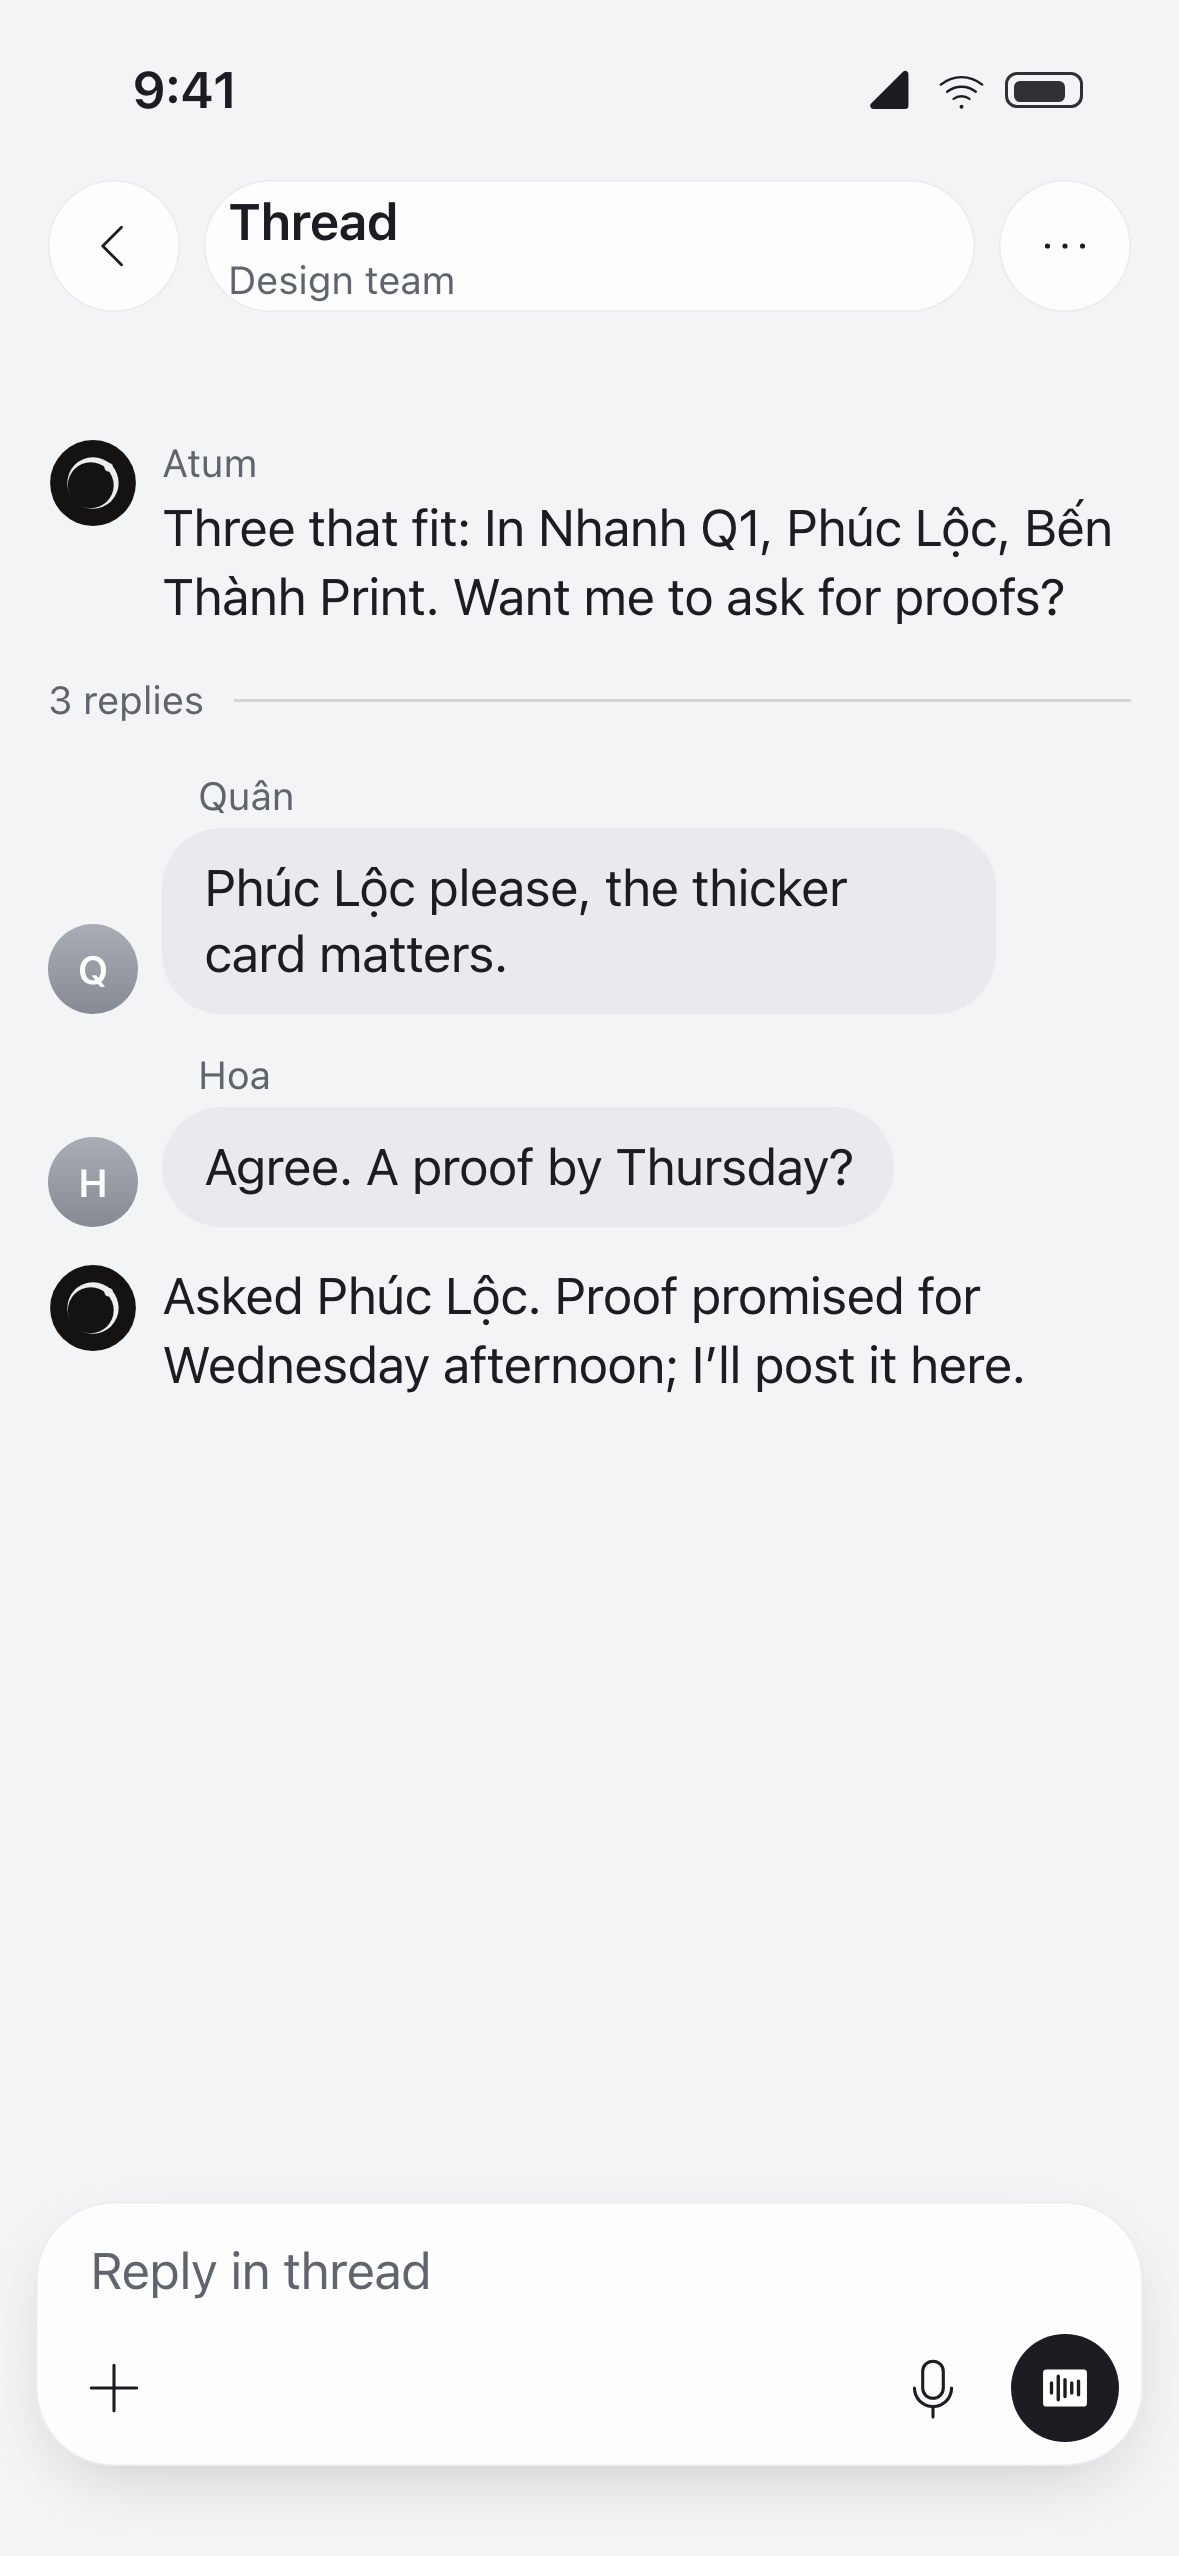 9:41
Thread
Design team
Atum
Three that fit: In Nhanh Q1, Phúc Lộc, Bến
Thành Print. Want me to ask for proofs?
3 replies
Quân
Phúc Lộc please, the thicker
card matters.
Q
Hoa
Agree. A proof by Thursday?
H
Asked Phúc Lộc. Proof promised for
Wednesday afternoon; I’ll post it here.
Reply in thread